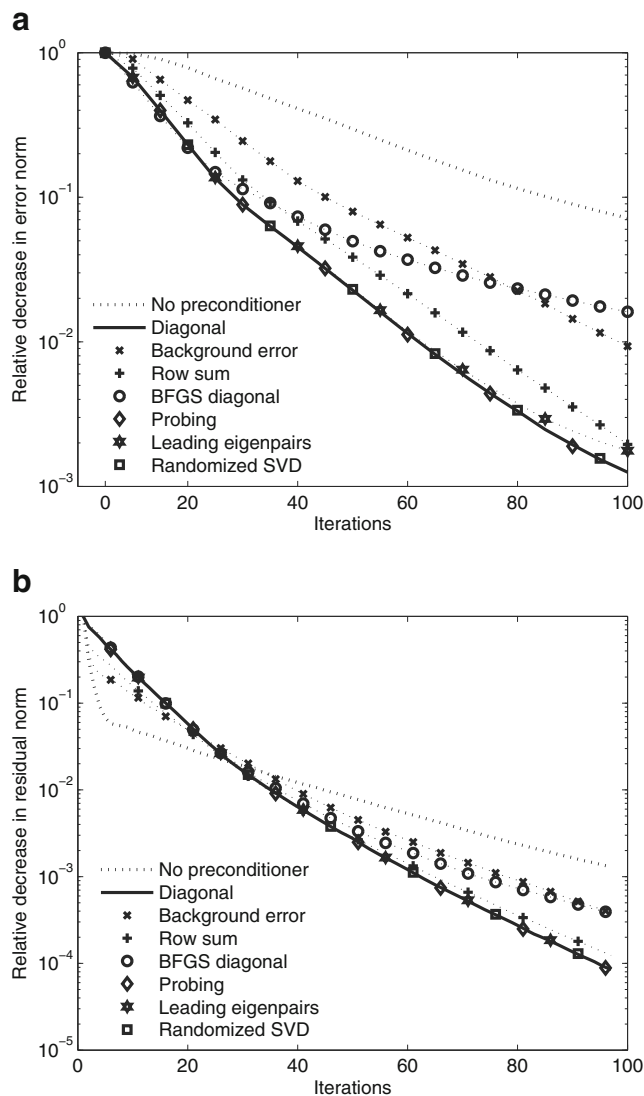 a
Relative decrease in error norm
10^0
10^-1
10^-2
10^-3
No preconditioner
Diagonal
Background error
Row sum
BFGS diagonal
Probing
Leading eigenpairs
Randomized SVD
0 20 40 60 80 100
Iterations
b
Relative decrease in residual norm
10^0
10^-1
10^-2
10^-3
10^-4
10^-5
No preconditioner
Diagonal
Background error
Row sum
BFGS diagonal
Probing
Leading eigenpairs
Randomized SVD
0 20 40 60 80 100
Iterations